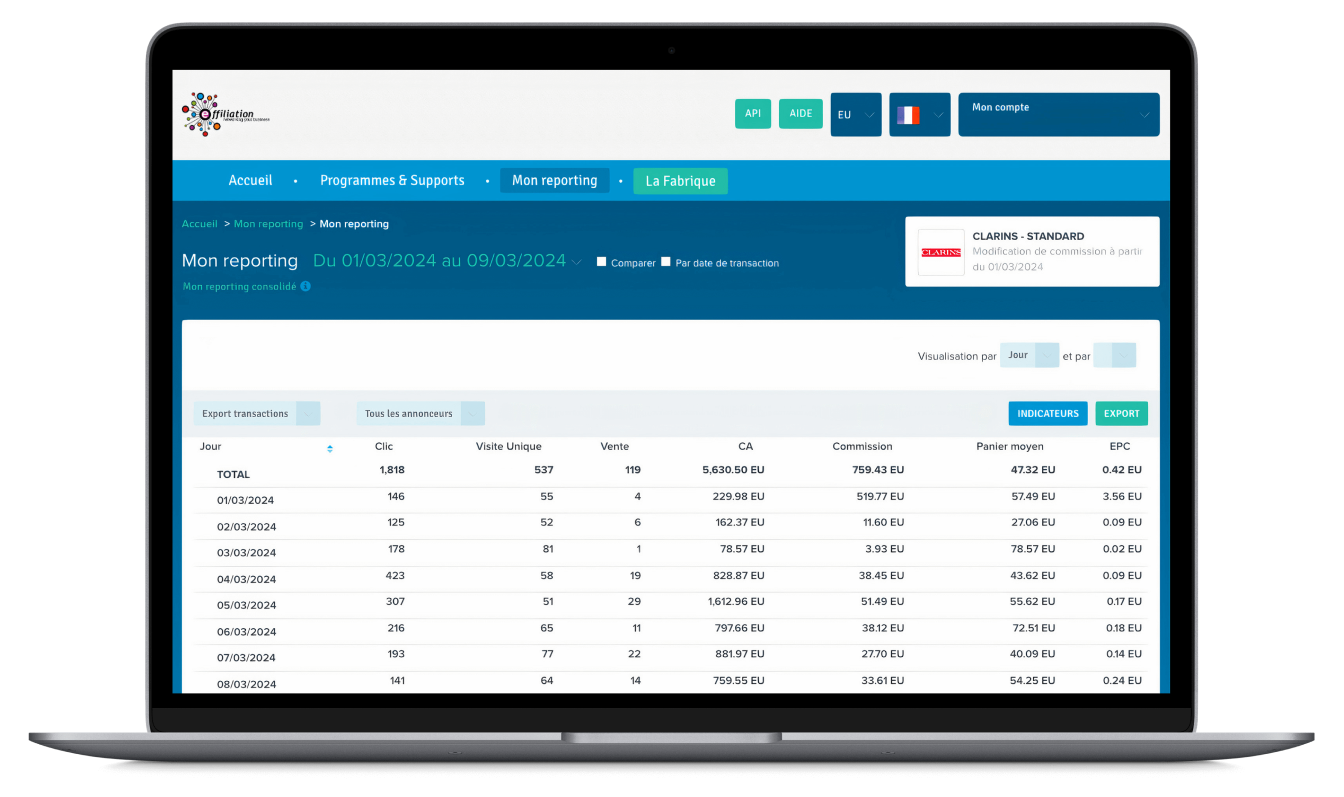 effiliation
API
AIDE
EU
Mon compte
Accueil • Programmes & Supports • Mon reporting • La Fabrique
Accueil > Mon reporting > Mon reporting
Mon reporting Du 01/03/2024 au 09/03/2024 Comparer Par date de transaction
Mon reporting consolidé
CLARINS
CLARINS - STANDARD
Modification de commission à partir
du 01/03/2024
Visualisation par Jour et par
Export transactions Tous les annonceurs INDICATEURS EXPORT
Jour Clic Visite Unique Vente CA Commission Panier moyen EPC
TOTAL 1,818 537 119 5,630.50 EU 759.43 EU 47.32 EU 0.42 EU
01/03/2024 146 55 4 229.98 EU 519.77 EU 57.49 EU 3.56 EU
02/03/2024 125 52 6 162.37 EU 11.60 EU 27.06 EU 0.09 EU
03/03/2024 178 81 1 78.57 EU 3.93 EU 78.57 EU 0.02 EU
04/03/2024 423 58 19 828.87 EU 38.45 EU 43.62 EU 0.09 EU
05/03/2024 307 51 29 1,612.96 EU 51.49 EU 55.62 EU 0.17 EU
06/03/2024 216 65 11 797.66 EU 38.12 EU 72.51 EU 0.18 EU
07/03/2024 193 77 22 881.97 EU 27.70 EU 40.09 EU 0.14 EU
08/03/2024 141 64 14 759.55 EU 33.61 EU 54.25 EU 0.24 EU